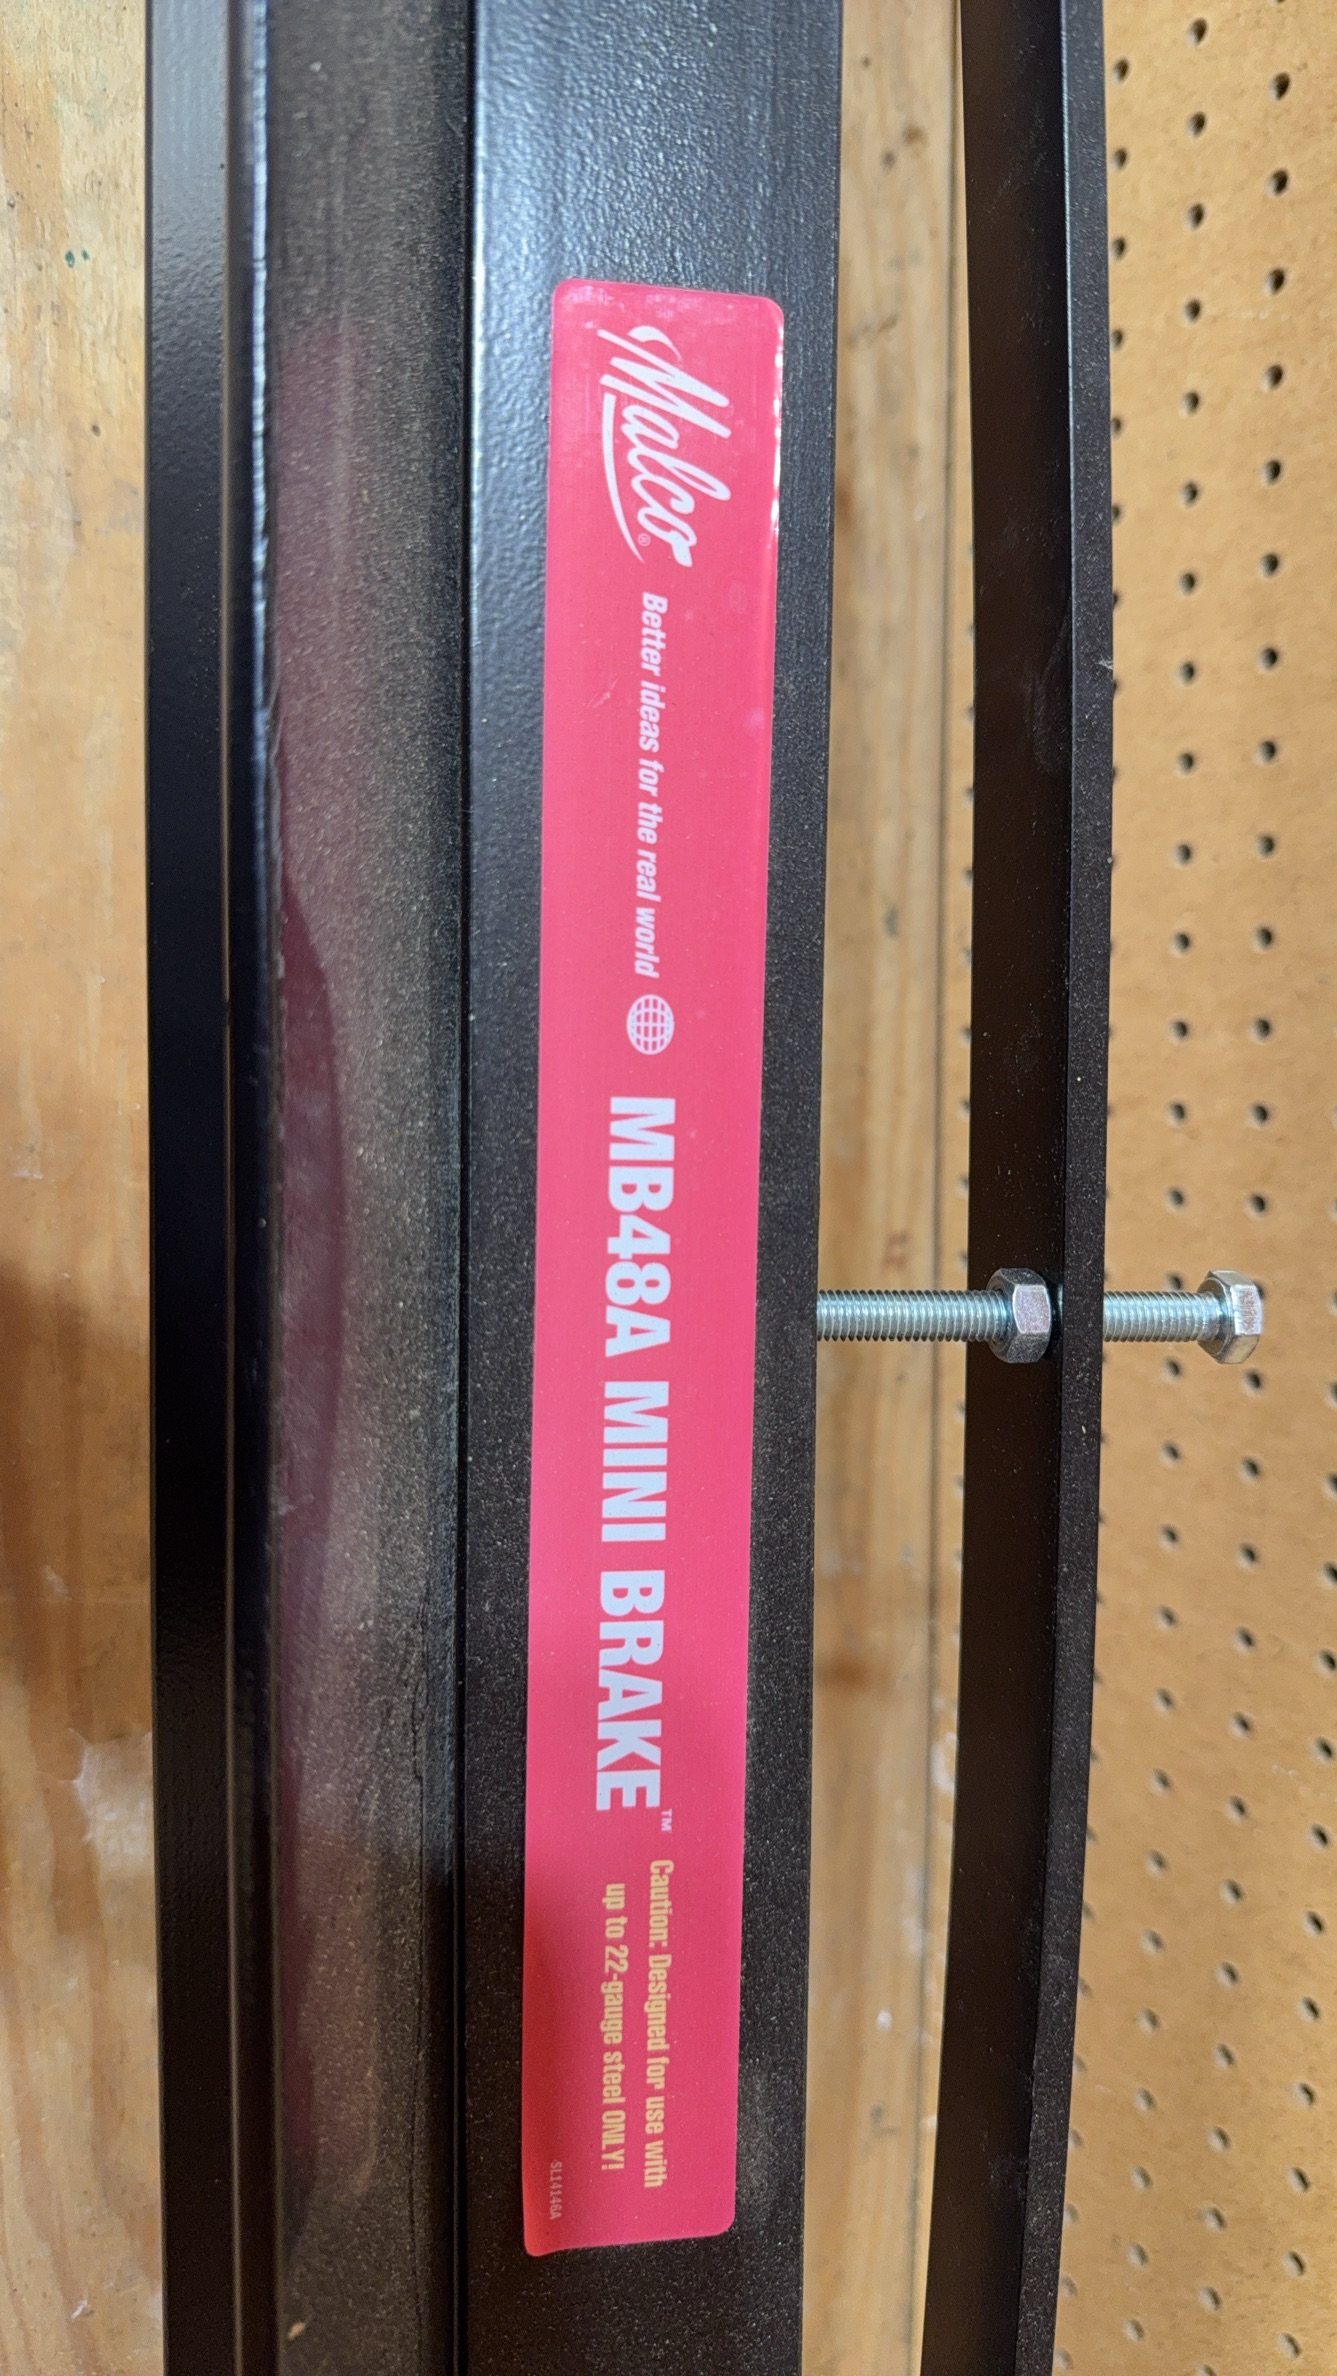 Malco®
Better ideas for the real world
MB48A MINI BRAKE™
Caution: Designed for use with
up to 22-gauge steel ONLY!
SL14146A